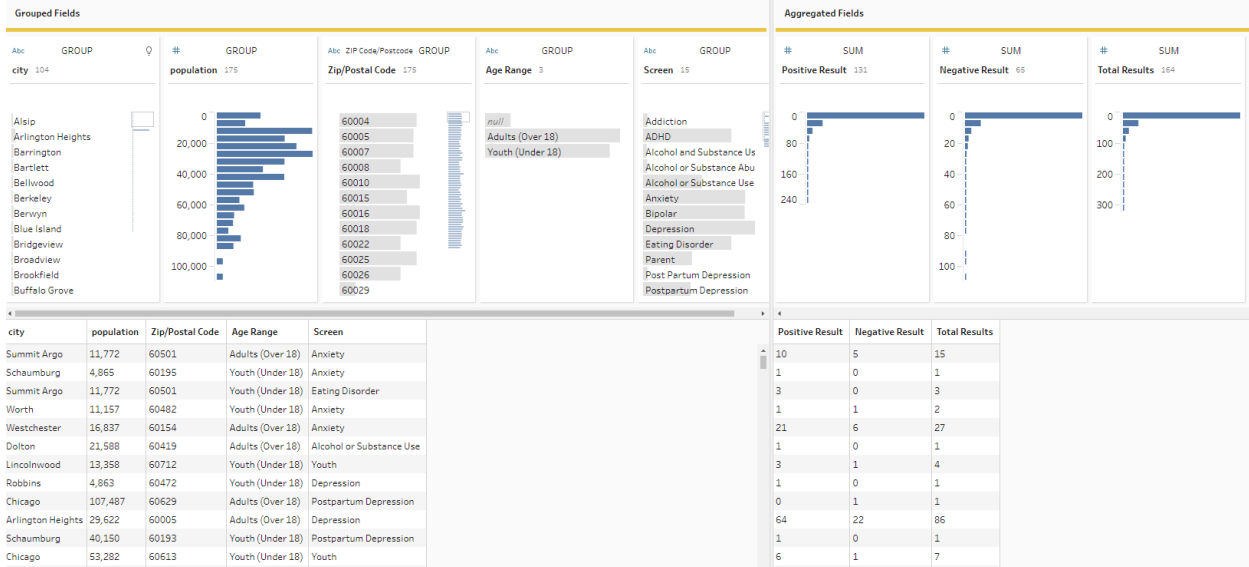 Grouped Fields
Aggregated Fields
Abc GROUP
city 104
# GROUP
population 175
Abc ZIP Code/Postcode GROUP
Zip/Postal Code 175
Abc GROUP
Age Range 3
Abc GROUP
Screen 15
# SUM
Positive Result 131
# SUM
Negative Result 65
# SUM
Total Results 164
Alsip
Arlington Heights
Barrington
Bartlett
Bellwood
Berkeley
Berwyn
Blue Island
Bridgeview
Broadview
Brookfield
Buffalo Grove
0
20,000
40,000
60,000
80,000
100,000
60004
60005
60007
60008
60010
60015
60016
60018
60022
60025
60026
60029
null
Adults (Over 18)
Youth (Under 18)
Addiction
ADHD
Alcohol and Substance Us
Alcohol or Substance Abu
Alcohol or Substance Use
Anxiety
Bipolar
Depression
Eating Disorder
Parent
Post Partum Depression
Postpartum Depression
0
80
160
240
0
20
40
60
80
100
0
100
200
300
city population Zip/Postal Code Age Range Screen Positive Result Negative Result Total Results
Summit Argo 11,772 60501 Adults (Over 18) Anxiety 10 5 15
Schaumburg 4,865 60195 Youth (Under 18) Anxiety 1 0 1
Summit Argo 11,772 60501 Youth (Under 18) Eating Disorder 3 0 3
Worth 11,157 60482 Youth (Under 18) Anxiety 1 1 2
Westchester 16,837 60154 Adults (Over 18) Anxiety 21 6 27
Dolton 21,588 60419 Adults (Over 18) Alcohol or Substance Use 1 0 1
Lincolnwood 13,358 60712 Youth (Under 18) Youth 3 1 4
Robbins 4,863 60472 Youth (Under 18) Depression 1 0 1
Chicago 107,487 60629 Adults (Over 18) Postpartum Depression 0 1 1
Arlington Heights 29,622 60005 Adults (Over 18) Depression 64 22 86
Schaumburg 40,150 60193 Youth (Under 18) Postpartum Depression 1 0 1
Chicago 53,282 60613 Youth (Under 18) Youth 6 1 7